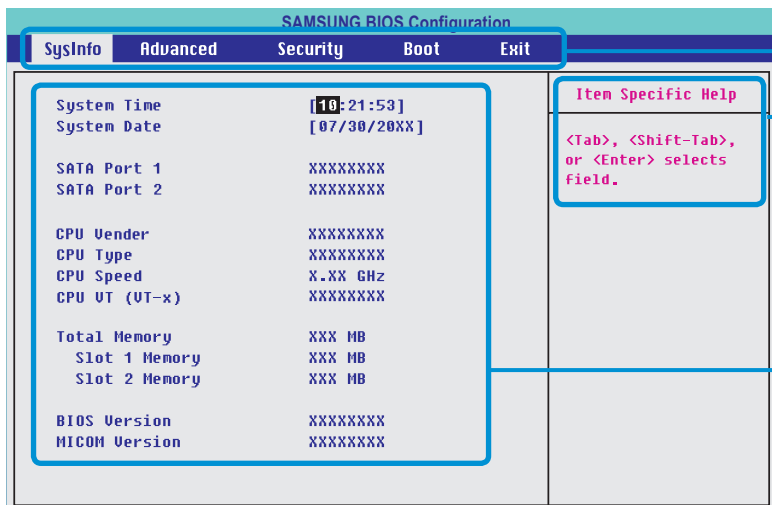 SAMSUNG BIOS Configuration
SysInfo Advanced Security Boot Exit
System Time [10:21:53]
System Date [07/30/20XX]
SATA Port 1 XXXXXXXX
SATA Port 2 XXXXXXXX
CPU Vender XXXXXXXX
CPU Type XXXXXXXX
CPU Speed X.XX GHz
CPU VT (VT-x) XXXXXXXX
Total Memory XXX MB
Slot 1 Memory XXX MB
Slot 2 Memory XXX MB
BIOS Version XXXXXXXX
MICOM Version XXXXXXXX
Item Specific Help
<Tab>, <Shift-Tab>,
or <Enter> selects
field.